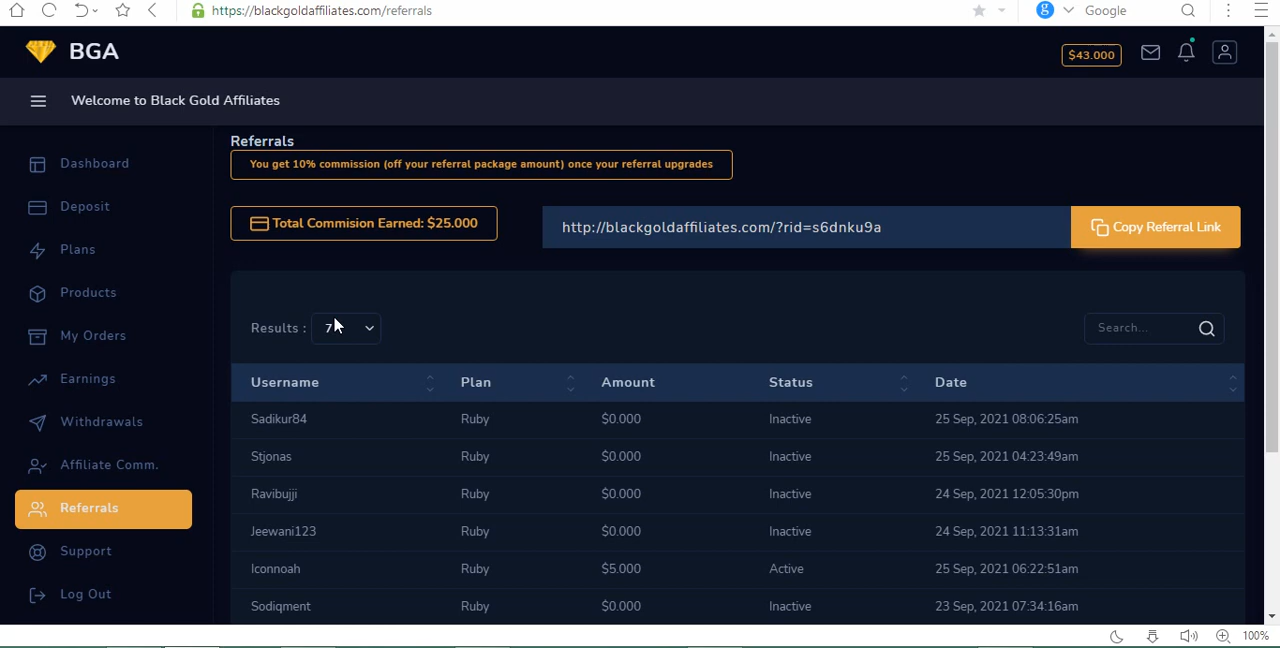 https://blackgoldaffiliates.com/referrals
Google
BGA
$43.000
Welcome to Black Gold Affiliates
Dashboard
Deposit
Plans
Products
My Orders
Earnings
Withdrawals
Affiliate Comm.
Referrals
Support
Log Out
Referrals
You get 10% commission (off your referral package amount) once your referral upgrades
Total Commision Earned: $25.000
http://blackgoldaffiliates.com/?rid=s6dnku9a
Copy Referral Link
Results : 7
Search...
Username Plan Amount Status Date
Sadikur84 Ruby $0.000 Inactive 25 Sep, 2021 08:06:25am
Stjonas Ruby $0.000 Inactive 25 Sep, 2021 04:23:49am
Ravibujji Ruby $0.000 Inactive 24 Sep, 2021 12:05:30pm
Jeewani123 Ruby $0.000 Inactive 24 Sep, 2021 11:13:31am
Iconnoah Ruby $5.000 Active 25 Sep, 2021 06:22:51am
Sodiqment Ruby $0.000 Inactive 23 Sep, 2021 07:34:16am
100%